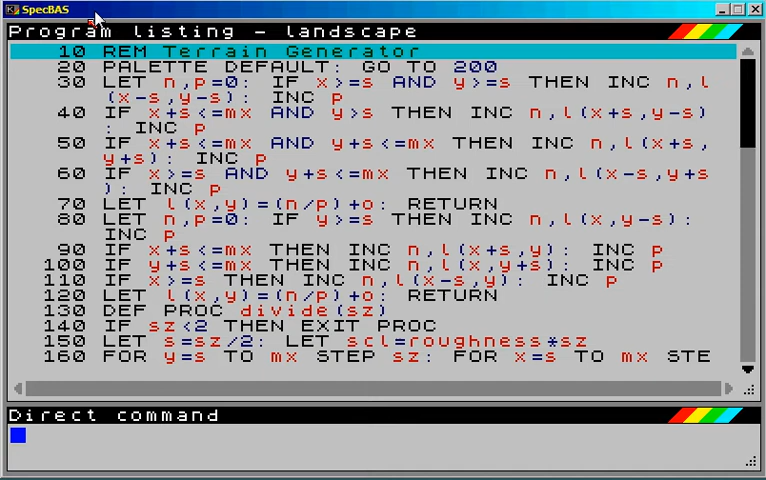 SpecBAS
Program listing - landscape
10 REM Terrain Generator
20 PALETTE DEFAULT: GO TO 200
30 LET n,p=0: IF x>=s AND y>=s THEN INC n,l
(x-s,y-s): INC p
40 IF x+s<=mx AND y>s THEN INC n,l(x+s,y-s)
: INC p
50 IF x+s<=mx AND y+s<=mx THEN INC n,l(x+s,
y+s): INC p
60 IF x>=s AND y+s<=mx THEN INC n,l(x-s,y+s
): INC p
70 LET l(x,y)=(n/p)+o: RETURN
80 LET n,p=0: IF y>=s THEN INC n,l(x,y-s):
INC p
90 IF x+s<=mx THEN INC n,l(x+s,y): INC p
100 IF y+s<=mx THEN INC n,l(x,y+s): INC p
110 IF x>=s THEN INC n,l(x-s,y): INC p
120 LET l(x,y)=(n/p)+o: RETURN
130 DEF PROC divide(sz)
140 IF sz<2 THEN EXIT PROC
150 LET s=sz/2: LET scl=roughness*sz
160 FOR y=s TO mx STEP sz: FOR x=s TO mx STE
Direct command